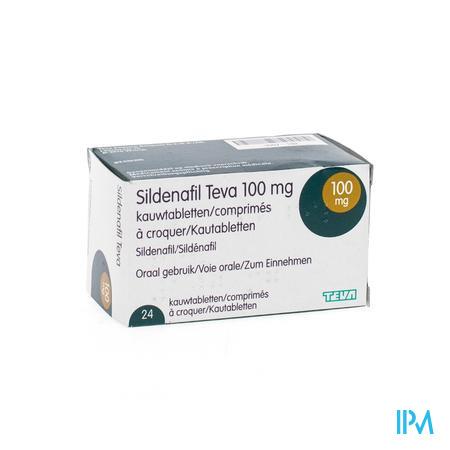 Sildenafil Teva 100 mg
kauwtabletten/comprimés
à croquer/Kautabletten
Sildenafil/Sildénafil
Oraal gebruik/Voie orale/Zum Einnehmen
24
kauwtabletten/comprimés
à croquer/Kautabletten
100
mg
TEVA
sildenafil Teva
100
mg
IPM